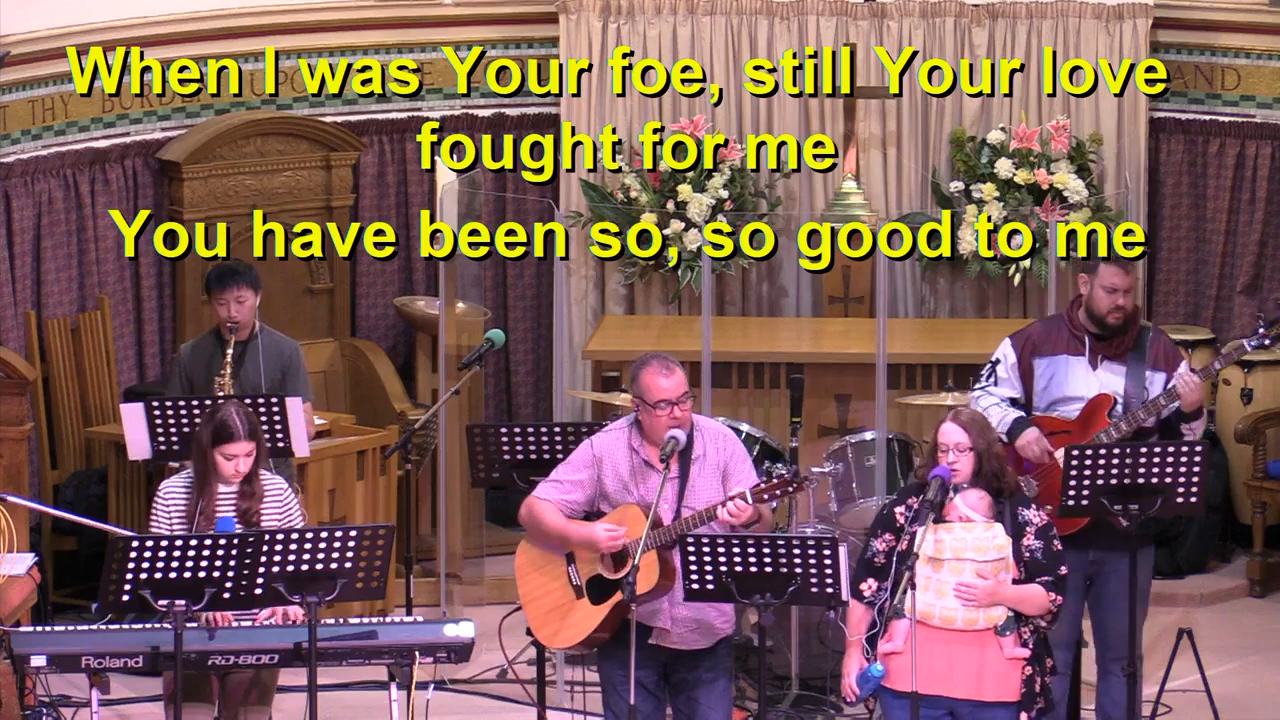 When I was Your foe, still Your love
fought for me
You have been so, so good to me
THY BURDEN UPO
AND
Roland
RD-800